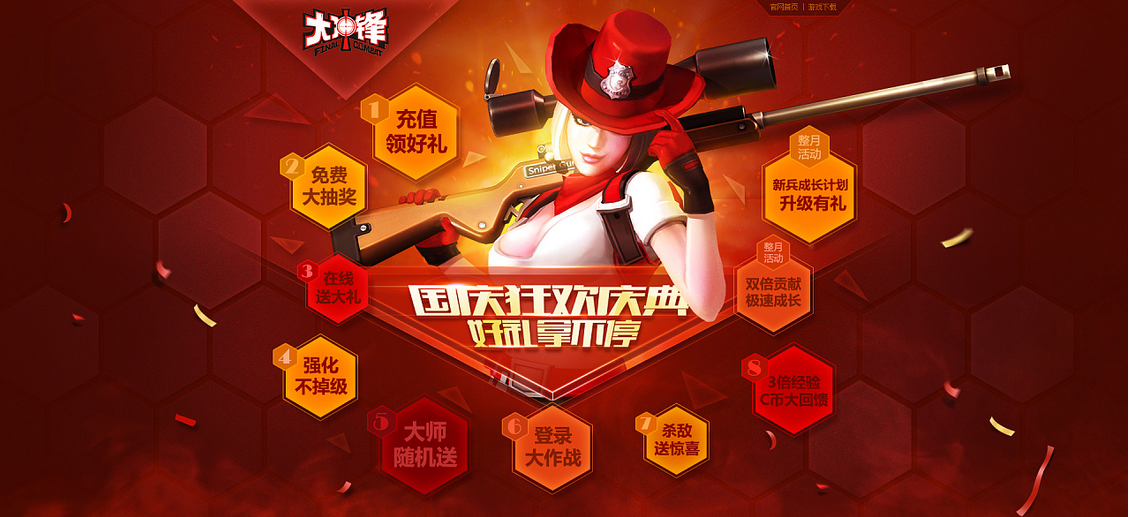 官网首页 | 游戏下载
大冲锋
FINAL COMBAT
1
充值
领好礼
2
免费
大抽奖
Sniper Gun
整月
活动
新兵成长计划
升级有礼
3
在线
送大礼
整月
活动
双倍贡献
极速成长
国庆狂欢庆典
好礼拿不停
4
强化
不掉级
8
3倍经验
C币大回馈
5
大师
随机送
6
登录
大作战
7
杀敌
送惊喜